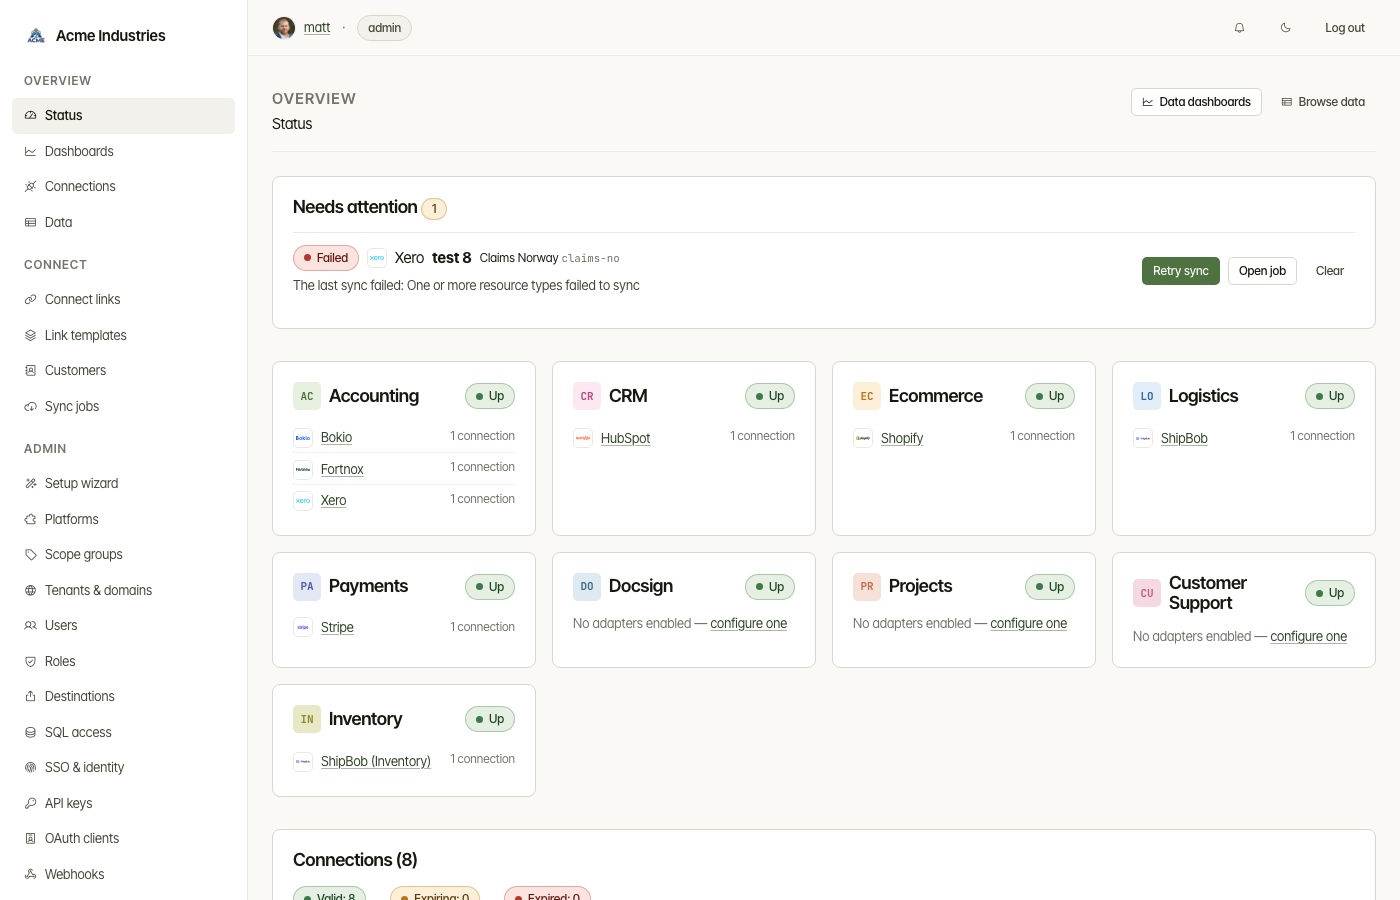 Acme Industries
OVERVIEW
Status
Dashboards
Connections
Data
CONNECT
Connect links
Link templates
Customers
Sync jobs
ADMIN
Setup wizard
Platforms
Scope groups
Tenants & domains
Users
Roles
Destinations
SQL access
SSO & identity
API keys
OAuth clients
Webhooks
matt · admin
Log out
OVERVIEW
Status
Data dashboards
Browse data
Needs attention 1
Failed xero Xero test 8 Claims Norway claims-no
The last sync failed: One or more resource types failed to sync
Retry sync
Open job
Clear
AC Accounting Up
Bokio Bokio 1 connection
Fortnox Fortnox 1 connection
xero Xero 1 connection
CR CRM Up
HubSpot 1 connection
EC Ecommerce Up
Shopify 1 connection
LO Logistics Up
ShipBob 1 connection
PA Payments Up
stripe Stripe 1 connection
DO Docsign Up
No adapters enabled — configure one
PR Projects Up
No adapters enabled — configure one
CU Customer Support Up
No adapters enabled — configure one
IN Inventory Up
ShipBob (Inventory) 1 connection
Connections (8)
Valid: 8
Expiring: 0
Expired: 0